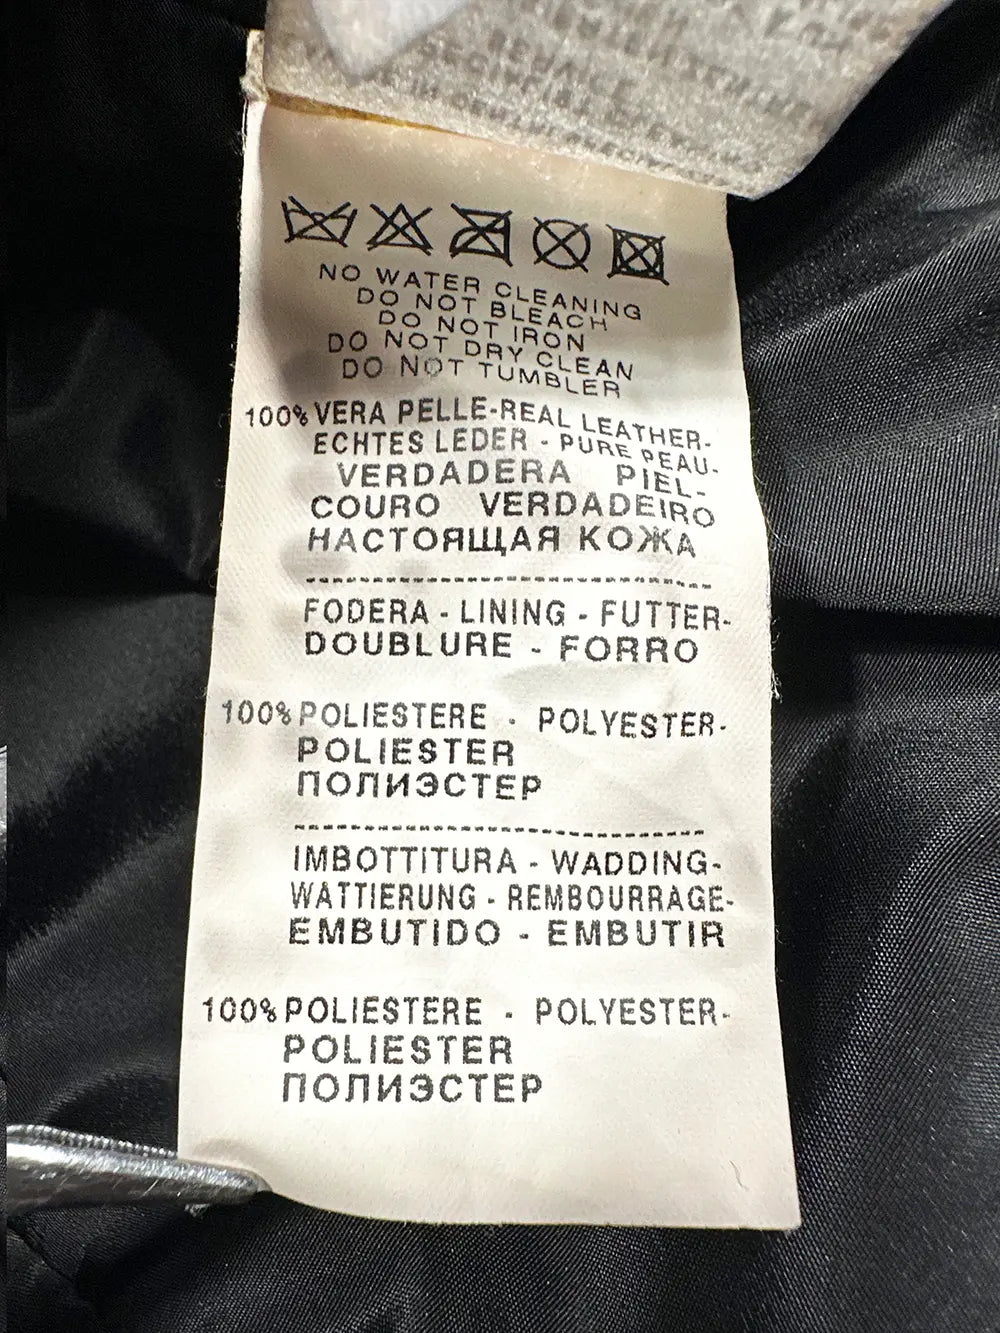 NO WATER CLEANING
DO NOT BLEACH
DO NOT IRON
DO NOT DRY CLEAN
DO NOT TUMBLER
100% VERA PELLE-REAL LEATHER-
ECHTES LEDER - PURE PEAU-
VERDADERA PIEL-
COURO VERDADEIRO
НАСТОЯЩАЯ КОЖА
FODERA - LINING - FUTTER-
DOUBLURE - FORRO
100% POLIESTERE - POLYESTER-
POLIESTER
ПОЛИЭСТЕР
IMBOTTITURA - WADDING-
WATTIERUNG - REMBOURRAGE-
EMBUTIDO - EMBUTIR
100% POLIESTERE - POLYESTER-
POLIESTER
ПОЛИЭСТЕР